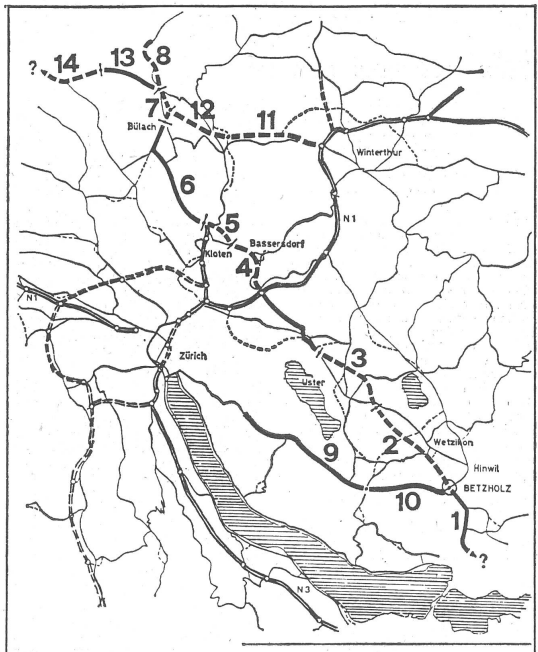 8
13
? 14
7
12
11
Bülach
Winterthur
6
5
N1
Bassersdorf
Kloten
4
N1
3
Zürich
Uster
2
Wetzikon
9
Hinwil
BETZHOLZ
10
1
?
N3